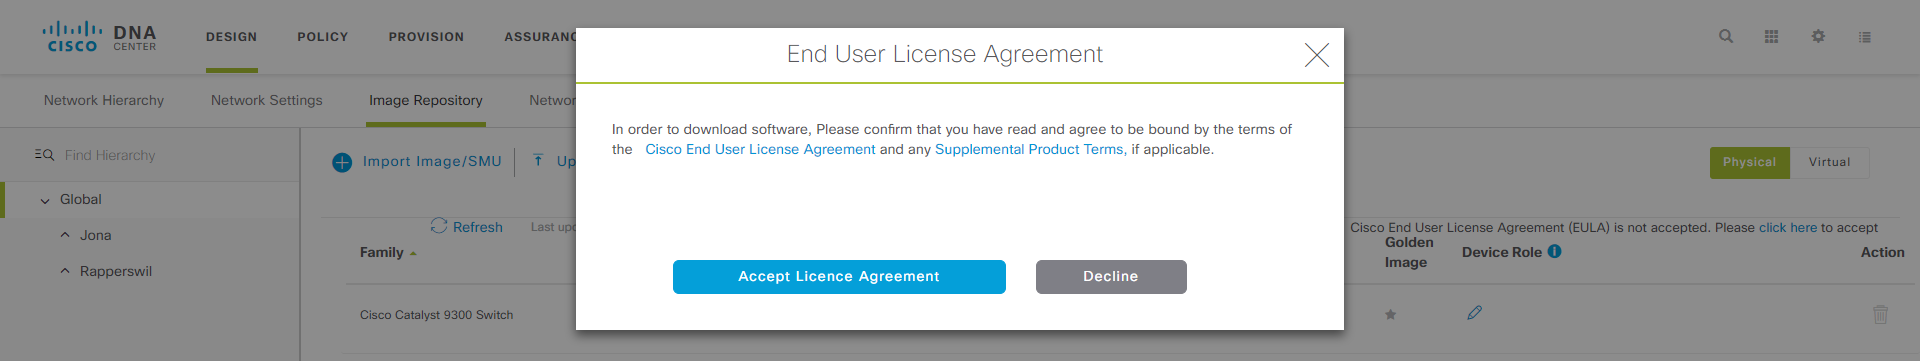 CISCO
DNA
CENTER
DESIGN
POLICY
PROVISION
ASSURANC
End User License Agreement
Network Hierarchy
Network Settings
Image Repository
Networ
Find Hierarchy
Global
Jona
Rapperswil
Import Image/SMU
Up
In order to download software, Please confirm that you have read and agree to be bound by the terms of
the Cisco End User License Agreement and any Supplemental Product Terms, if applicable.
Physical
Virtual
Refresh
Last upd
Cisco End User License Agreement (EULA) is not accepted. Please click here to accept
Family
Golden
Image
Device Role
Action
Accept Licence Agreement
Decline
Cisco Catalyst 9300 Switch